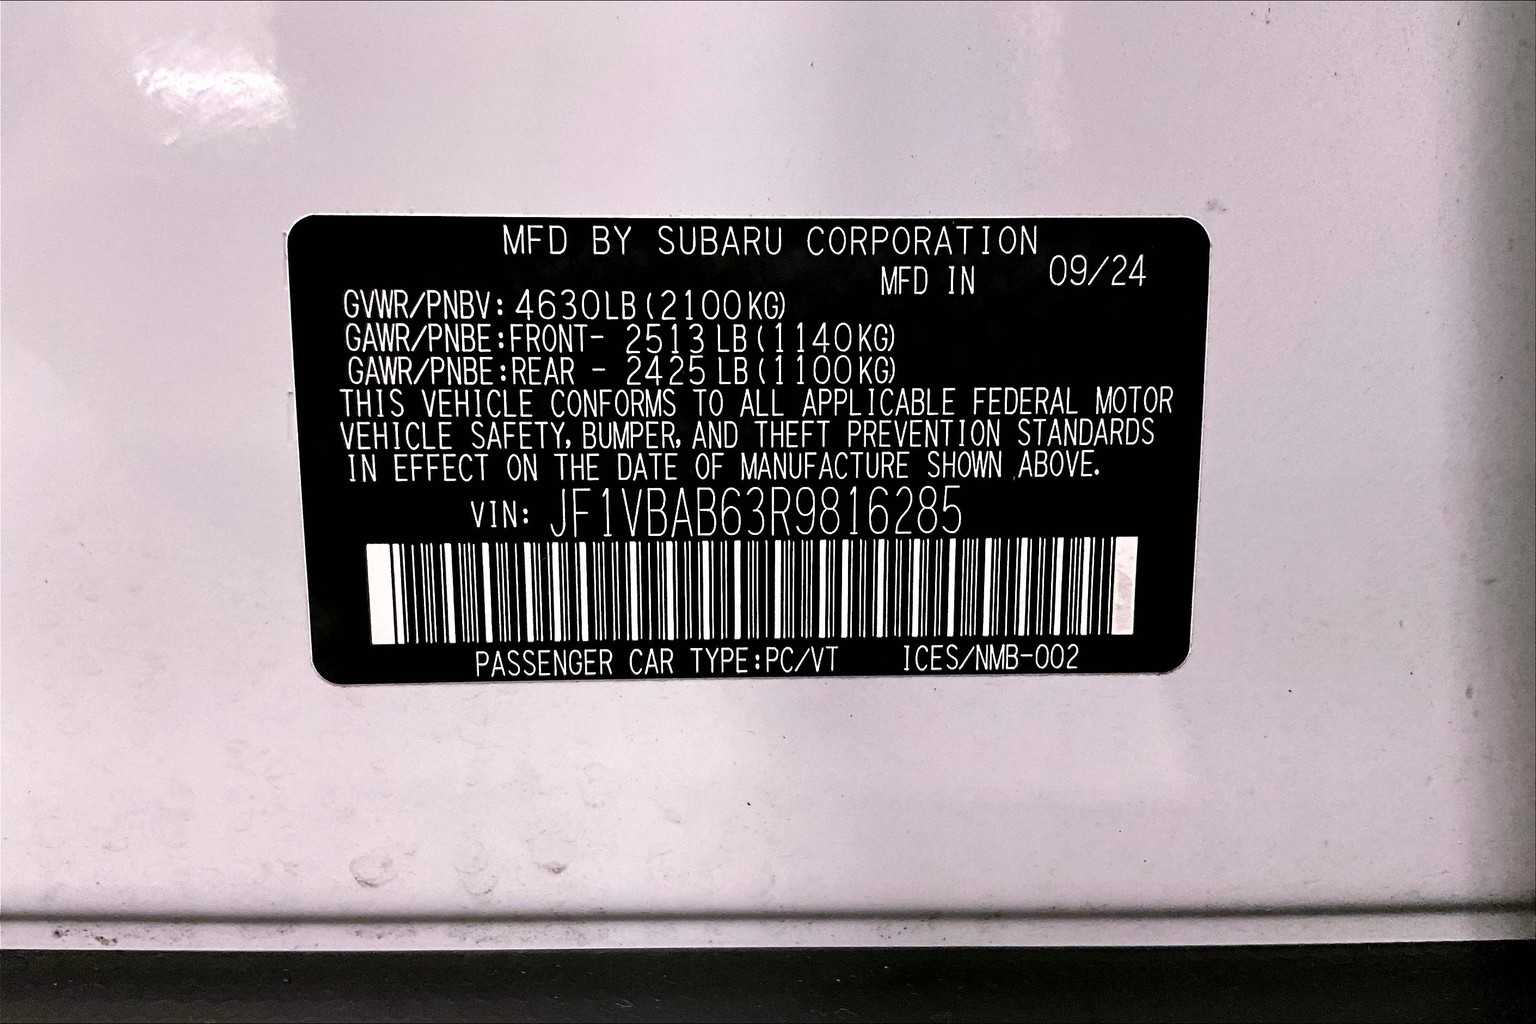 MFD BY SUBARU CORPORATION
MFD IN 09/24
GVWR/PNBV: 4630LB (2100KG)
GAWR/PNBE:FRONT- 2513 LB (1140KG)
GAWR/PNBE:REAR - 2425 LB (1100KG)
THIS VEHICLE CONFORMS TO ALL APPLICABLE FEDERAL MOTOR
VEHICLE SAFETY, BUMPER, AND THEFT PREVENTION STANDARDS
IN EFFECT ON THE DATE OF MANUFACTURE SHOWN ABOVE.
VIN: JF1VBAB63R9816285
PASSENGER CAR TYPE:PC/VT ICES/NMB-002